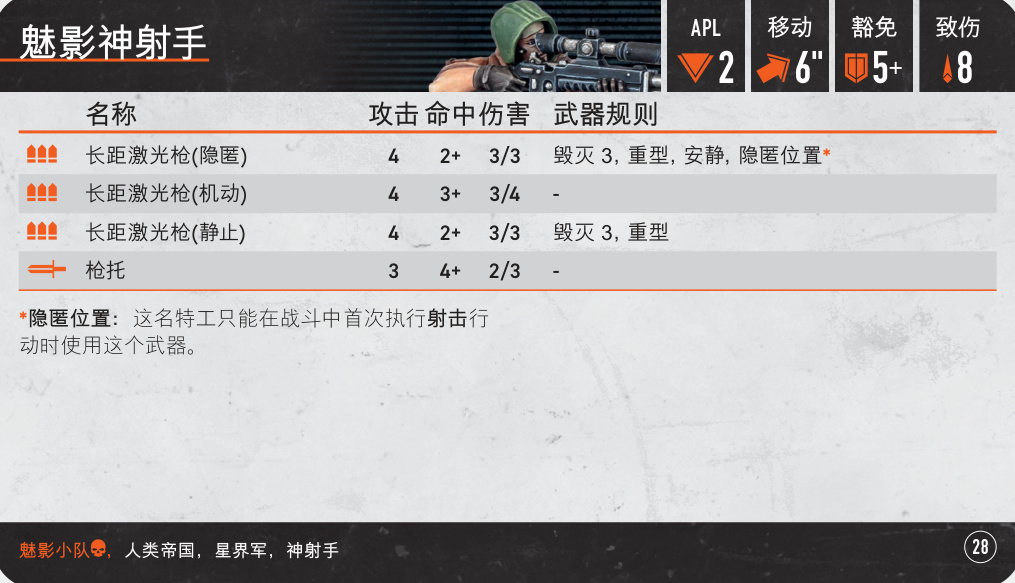 魅影神射手
APL 移动 豁免 致伤
2 6" 5+ 8
名称 攻击 命中 伤害 武器规则
长距激光枪(隐匿) 4 2+ 3/3 毁灭 3, 重型, 安静, 隐匿位置*
长距激光枪(机动) 4 3+ 3/4 -
长距激光枪(静止) 4 2+ 3/3 毁灭 3, 重型
枪托 3 4+ 2/3 -
*隐匿位置：这名特工只能在战斗中首次执行射击行
动时使用这个武器。
魅影小队, 人类帝国, 星界军, 神射手
28